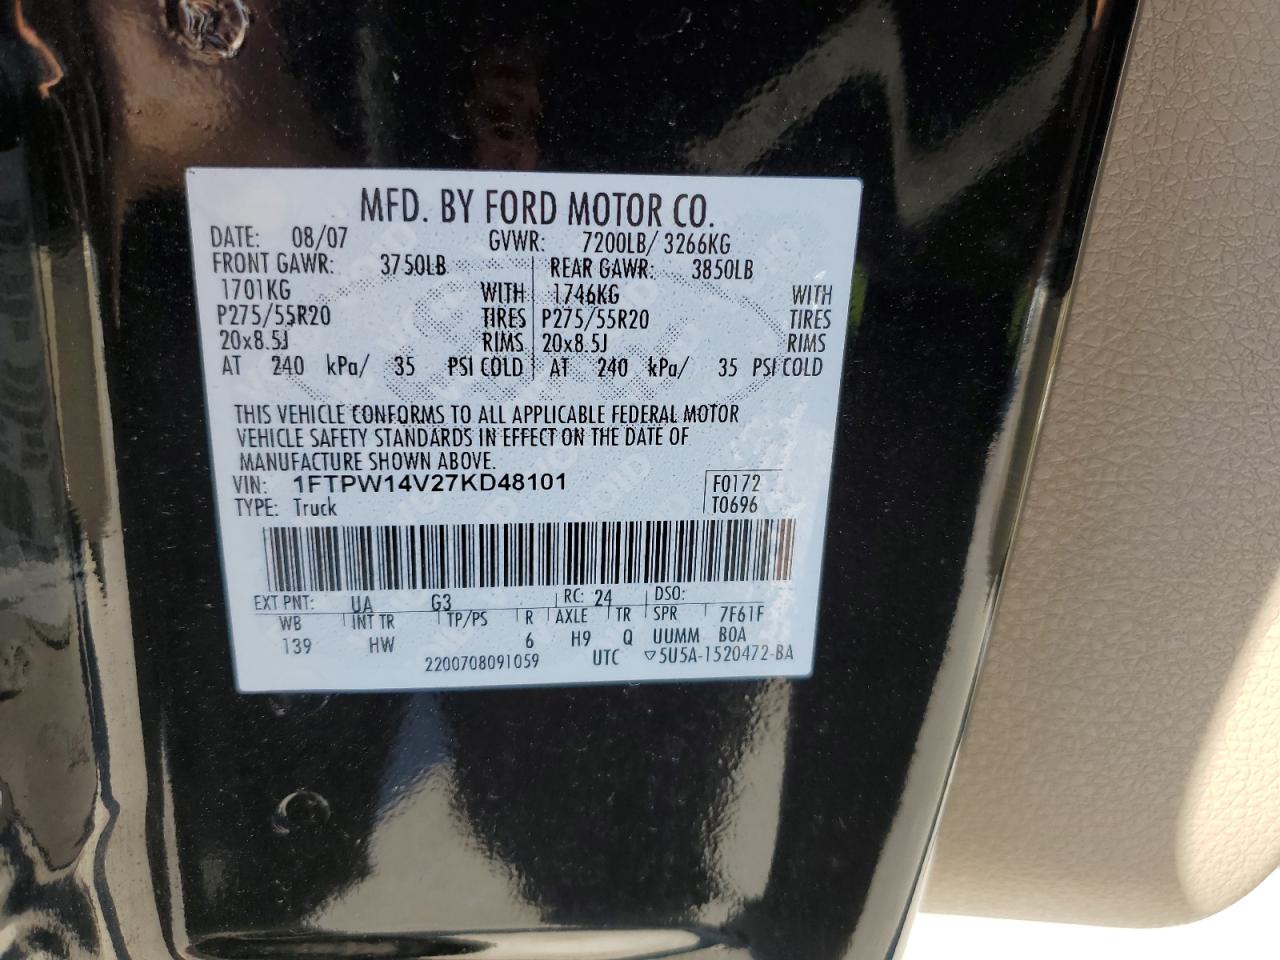 MFD. BY FORD MOTOR CO.
DATE: 08/07 GVWR: 7200LB/ 3266KG
FRONT GAWR: 3750LB REAR GAWR: 3850LB
1701KG WITH 1746KG WITH
P275/55R20 TIRES P275/55R20 TIRES
20x8.5J RIMS 20x8.5J RIMS
AT 240 kPa/ 35 PSI COLD AT 240 kPa/ 35 PSI COLD
THIS VEHICLE CONFORMS TO ALL APPLICABLE FEDERAL MOTOR
VEHICLE SAFETY STANDARDS IN EFFECT ON THE DATE OF
MANUFACTURE SHOWN ABOVE.
VIN: 1FTPW14V27KD48101 F0172
TYPE: Truck T0696
EXT PNT: UA G3 RC: 24 DSO:
WB INT TR TP/PS R AXLE TR SPR 7F61F
139 HW 6 H9 Q UUMM BOA
2200708091059 UTC ▽5U5A-1520472-BA